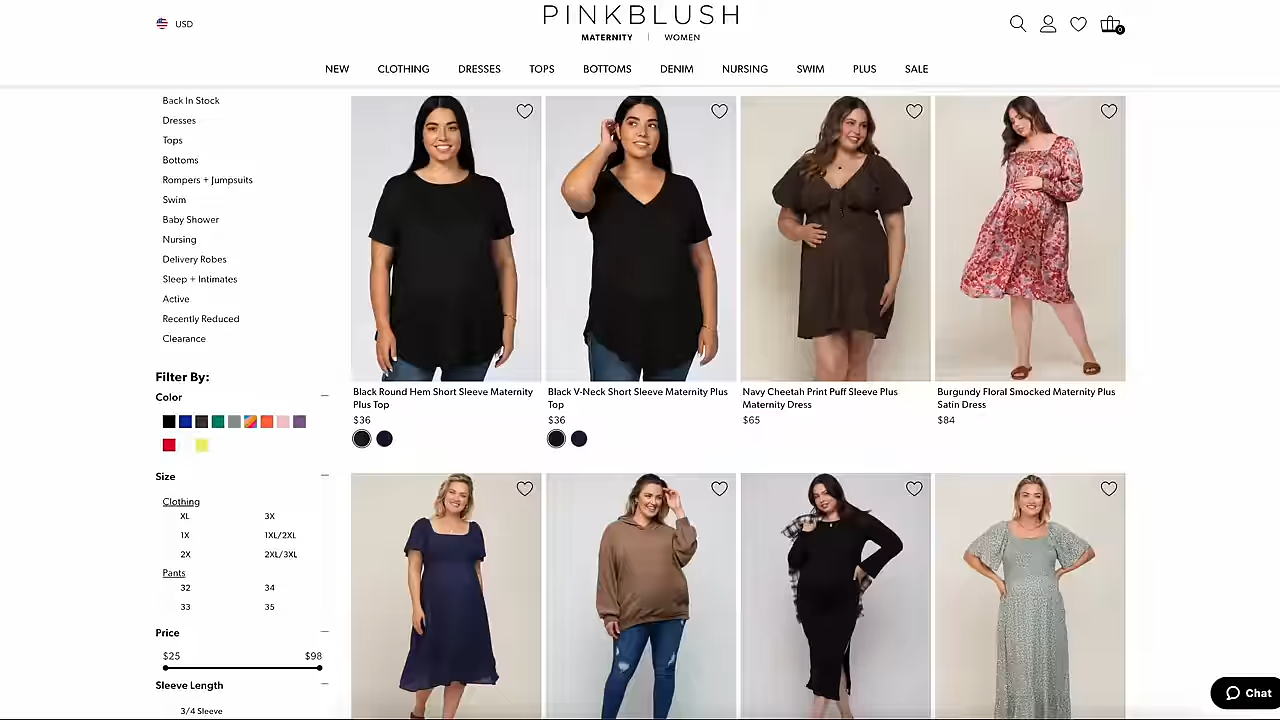 USD
PINKBLUSH
MATERNITY | WOMEN
0
NEW CLOTHING DRESSES TOPS BOTTOMS DENIM NURSING SWIM PLUS SALE
Back In Stock
Dresses
Tops
Bottoms
Rompers + Jumpsuits
Swim
Baby Shower
Nursing
Delivery Robes
Sleep + Intimates
Active
Recently Reduced
Clearance
Filter By:
Color
Size
Clothing
XL 3X
1X 1XL/2XL
2X 2XL/3XL
Pants
32 34
33 35
Price
$25 $98
Sleeve Length
3/4 Sleeve
Black Round Hem Short Sleeve Maternity
Plus Top
$36
Black V-Neck Short Sleeve Maternity Plus
Top
$36
Navy Cheetah Print Puff Sleeve Plus
Maternity Dress
$65
Burgundy Floral Smocked Maternity Plus
Satin Dress
$84
Chat